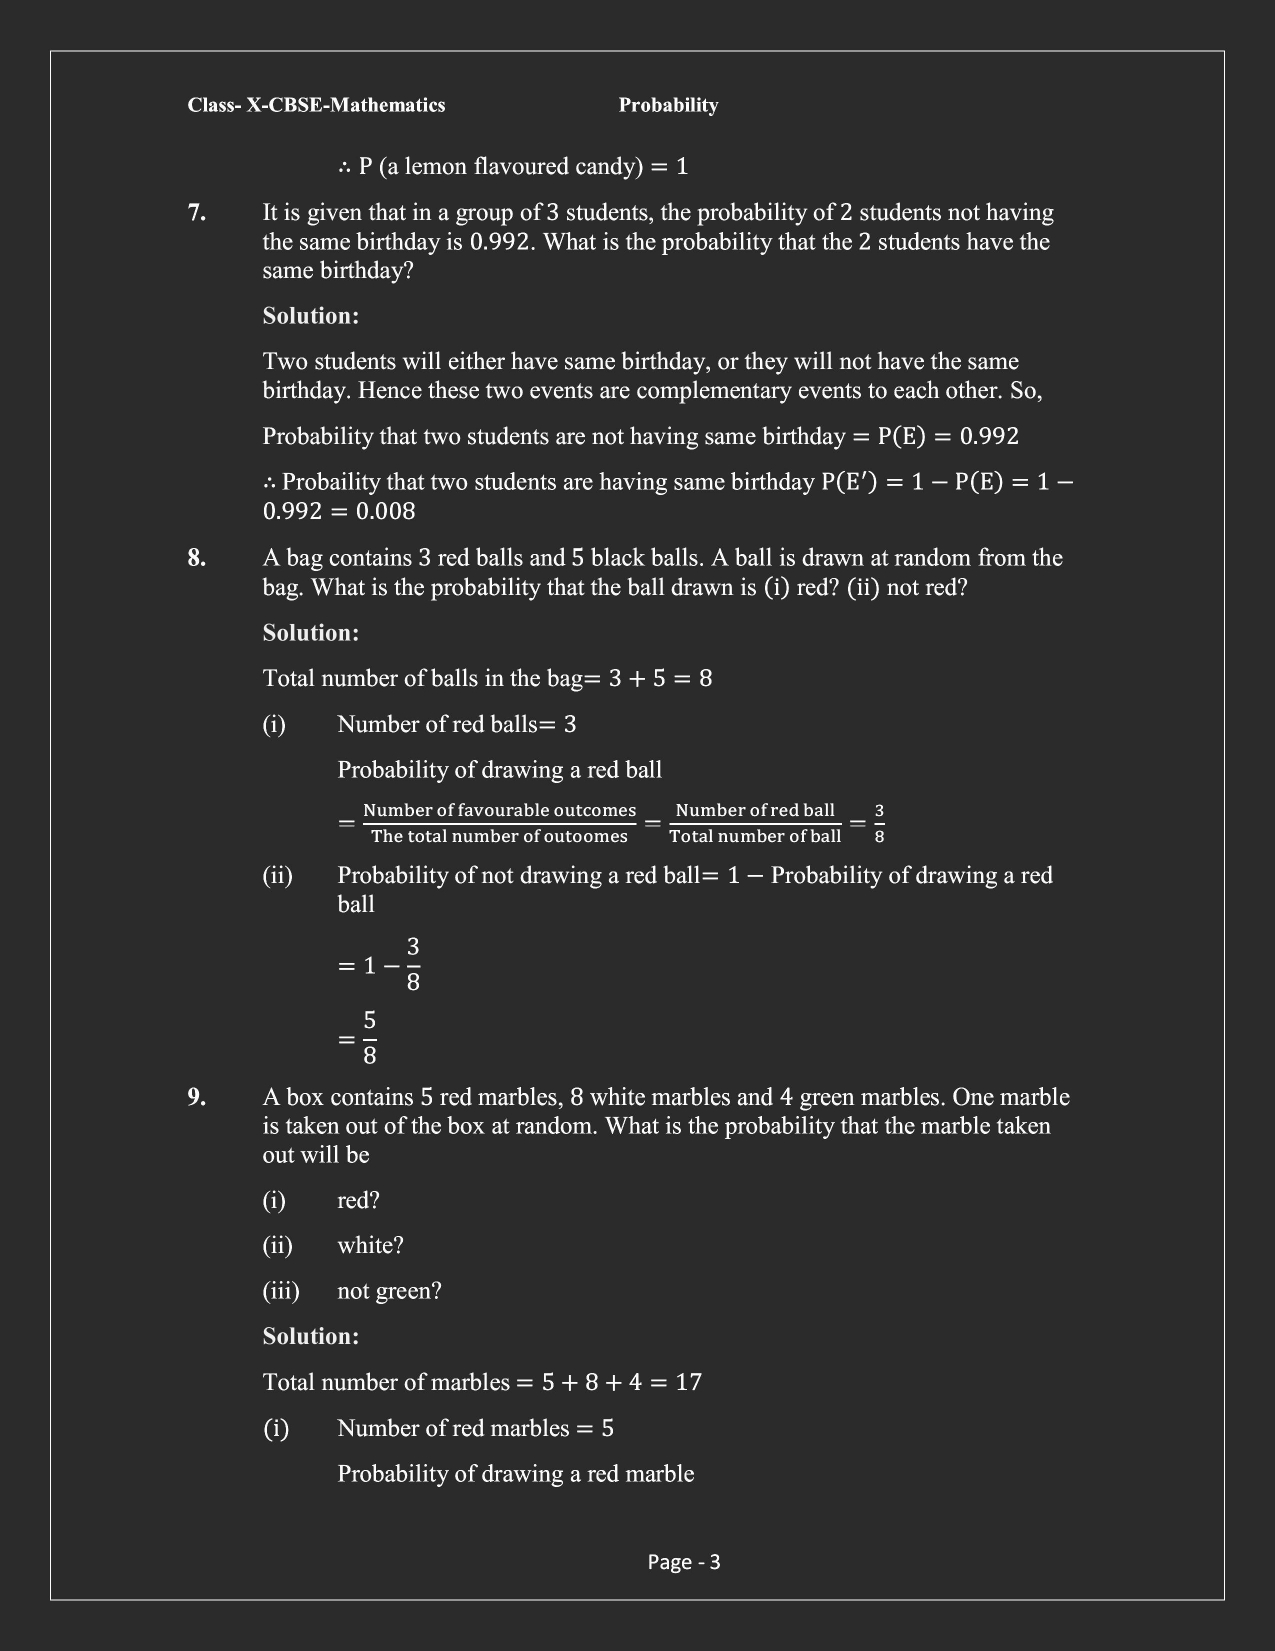 Class- X-CBSE-Mathematics Probability
∴ P (a lemon flavoured candy) = 1
7. It is given that in a group of 3 students, the probability of 2 students not having
the same birthday is 0.992. What is the probability that the 2 students have the
same birthday?
Solution:
Two students will either have same birthday, or they will not have the same
birthday. Hence these two events are complementary events to each other. So,
Probability that two students are not having same birthday = P(E) = 0.992
∴ Probaility that two students are having same birthday P(E′) = 1 − P(E) = 1 −
0.992 = 0.008
8. A bag contains 3 red balls and 5 black balls. A ball is drawn at random from the
bag. What is the probability that the ball drawn is (i) red? (ii) not red?
Solution:
Total number of balls in the bag= 3 + 5 = 8
(i) Number of red balls= 3
Probability of drawing a red ball
= Number of favourable outcomes / The total number of outoomes = Number of red ball / Total number of ball = 3/8
(ii) Probability of not drawing a red ball= 1 − Probability of drawing a red
ball
= 1 − 3/8
= 5/8
9. A box contains 5 red marbles, 8 white marbles and 4 green marbles. One marble
is taken out of the box at random. What is the probability that the marble taken
out will be
(i) red?
(ii) white?
(iii) not green?
Solution:
Total number of marbles = 5 + 8 + 4 = 17
(i) Number of red marbles = 5
Probability of drawing a red marble
Page - 3